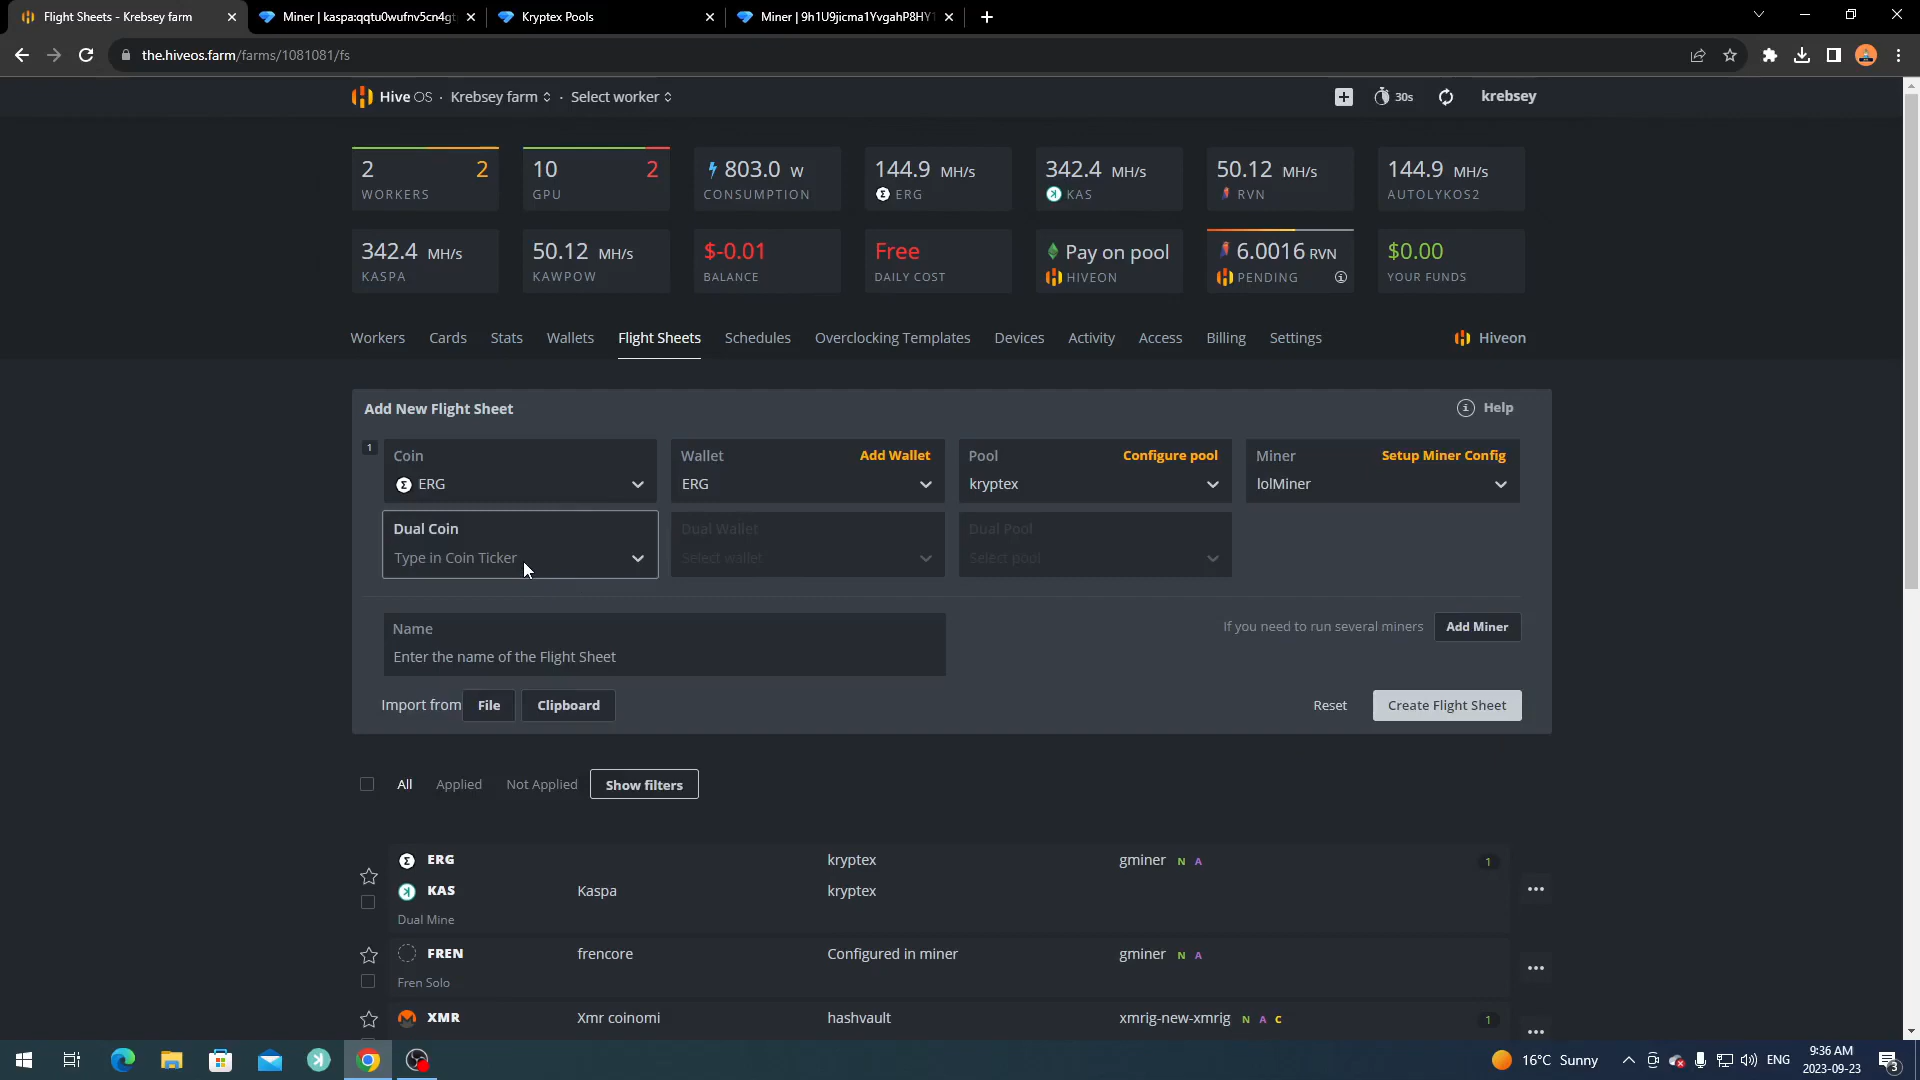 Flight Sheets - Krebsey farm
Miner | kaspa:qqtu0wufnv5cn4gt
Kryptex Pools
Miner | 9h1U9jicma1YvgahP8HY1
the.hiveos.farm/farms/1081081/fs
Hive OS · Krebsey farm · Select worker
30s
krebsey
2 2
WORKERS
10 2
GPU
803.0 W
CONSUMPTION
144.9 MH/s
ERG
342.4 MH/s
KAS
50.12 MH/s
RVN
144.9 MH/s
AUTOLYKOS2
342.4 MH/s
KASPA
50.12 MH/s
KAWPOW
$-0.01
BALANCE
Free
DAILY COST
Pay on pool
HIVEON
6.0016 RVN
PENDING
$0.00
YOUR FUNDS
Workers Cards Stats Wallets Flight Sheets Schedules Overclocking Templates Devices Activity Access Billing Settings Hiveon
Add New Flight Sheet
Help
1
Coin
ERG
Wallet Add Wallet
ERG
Pool Configure pool
kryptex
Miner Setup Miner Config
lolMiner
Dual Coin
Type in Coin Ticker
Dual Wallet
Select wallet
Dual Pool
Select pool
Name
Enter the name of the Flight Sheet
If you need to run several miners Add Miner
Import from File Clipboard
Reset Create Flight Sheet
All Applied Not Applied Show filters
ERG kryptex gminer N A 1
KAS Kaspa kryptex
Dual Mine
FREN frencore Configured in miner gminer N A
Fren Solo
XMR Xmr coinomi hashvault xmrig-new-xmrig N A C 1
16°C Sunny
ENG
9:36 AM
2023-09-23
3